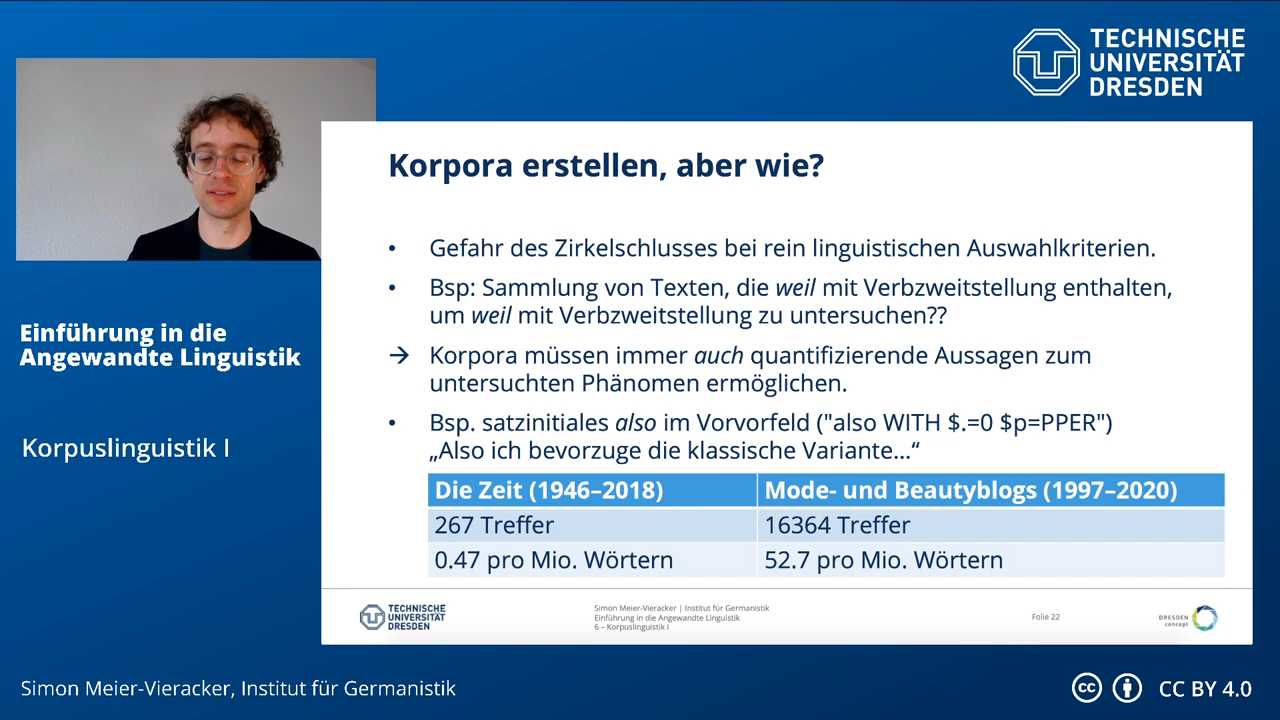 TECHNISCHE
UNIVERSITÄT
DRESDEN
Korpora erstellen, aber wie?
• Gefahr des Zirkelschlusses bei rein linguistischen Auswahlkriterien.
• Bsp: Sammlung von Texten, die weil mit Verbzweitstellung enthalten,
um weil mit Verbzweitstellung zu untersuchen??
→ Korpora müssen immer auch quantifizierende Aussagen zum
untersuchten Phänomen ermöglichen.
• Bsp. satzinitiales also im Vorvorfeld ("also WITH $.=0 $p=PPER")
„Also ich bevorzuge die klassische Variante…“
Die Zeit (1946–2018) Mode- und Beautyblogs (1997–2020)
267 Treffer 16364 Treffer
0.47 pro Mio. Wörtern 52.7 pro Mio. Wörtern
TECHNISCHE
UNIVERSITÄT
DRESDEN
Simon Meier-Vieracker | Institut für Germanistik
Einführung in die Angewandte Linguistik
6 – Korpuslinguistik I
Folie 22
DRESDEN
concept
Einführung in die
Angewandte Linguistik
Korpuslinguistik I
Simon Meier-Vieracker, Institut für Germanistik
cc CC BY 4.0